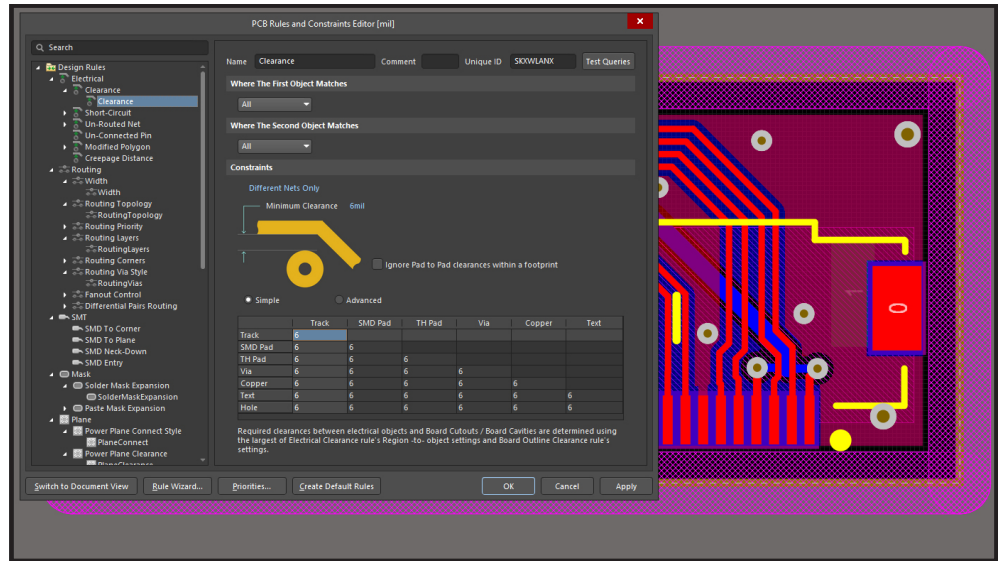 PCB Rules and Constraints Editor [mil]
Search
Design Rules
Electrical
Clearance
Clearance
Short-Circuit
Un-Routed Net
Un-Connected Pin
Modified Polygon
Creepage Distance
Routing
Width
Width
Routing Topology
RoutingTopology
Routing Priority
Routing Layers
RoutingLayers
Routing Corners
Routing Via Style
RoutingVias
Fanout Control
Differential Pairs Routing
SMT
SMD To Corner
SMD To Plane
SMD Neck-Down
SMD Entry
Mask
Solder Mask Expansion
SolderMaskExpansion
Paste Mask Expansion
Plane
Power Plane Connect Style
PlaneConnect
Power Plane Clearance
PlaneClearance
Name Clearance Comment Unique ID SKXWLANX Test Queries
Where The First Object Matches
All
Where The Second Object Matches
All
Constraints
Different Nets Only
Minimum Clearance 6mil
Ignore Pad to Pad clearances within a footprint
Simple Advanced
Track SMD Pad TH Pad Via Copper Text
Track 6
SMD Pad 6 6
TH Pad 6 6 6
Via 6 6 6 6
Copper 6 6 6 6 6
Text 6 6 6 6 6 6
Hole 6 6 6 6 6 6
Required clearances between electrical objects and Board Cutouts / Board Cavities are determined using
the largest of Electrical Clearance rule's Region -to- object settings and Board Outline Clearance rule's
settings.
Switch to Document View Rule Wizard... Priorities... Create Default Rules OK Cancel Apply
1
0